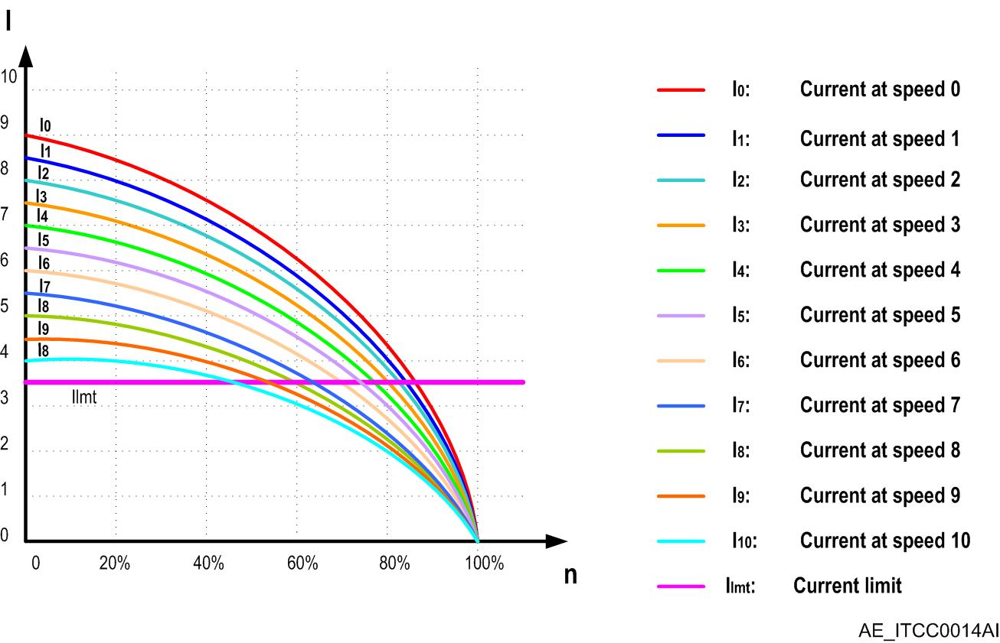 I
10
9
8
7
6
5
4
3
2
1
0
I0
I1
I2
I3
I4
I5
I6
I7
I8
I9
I8
Ilmt
0 20% 40% 60% 80% 100%
n
I0: Current at speed 0
I1: Current at speed 1
I2: Current at speed 2
I3: Current at speed 3
I4: Current at speed 4
I5: Current at speed 5
I6: Current at speed 6
I7: Current at speed 7
I8: Current at speed 8
I9: Current at speed 9
I10: Current at speed 10
Ilmt: Current limit
AE_ITCC0014AI